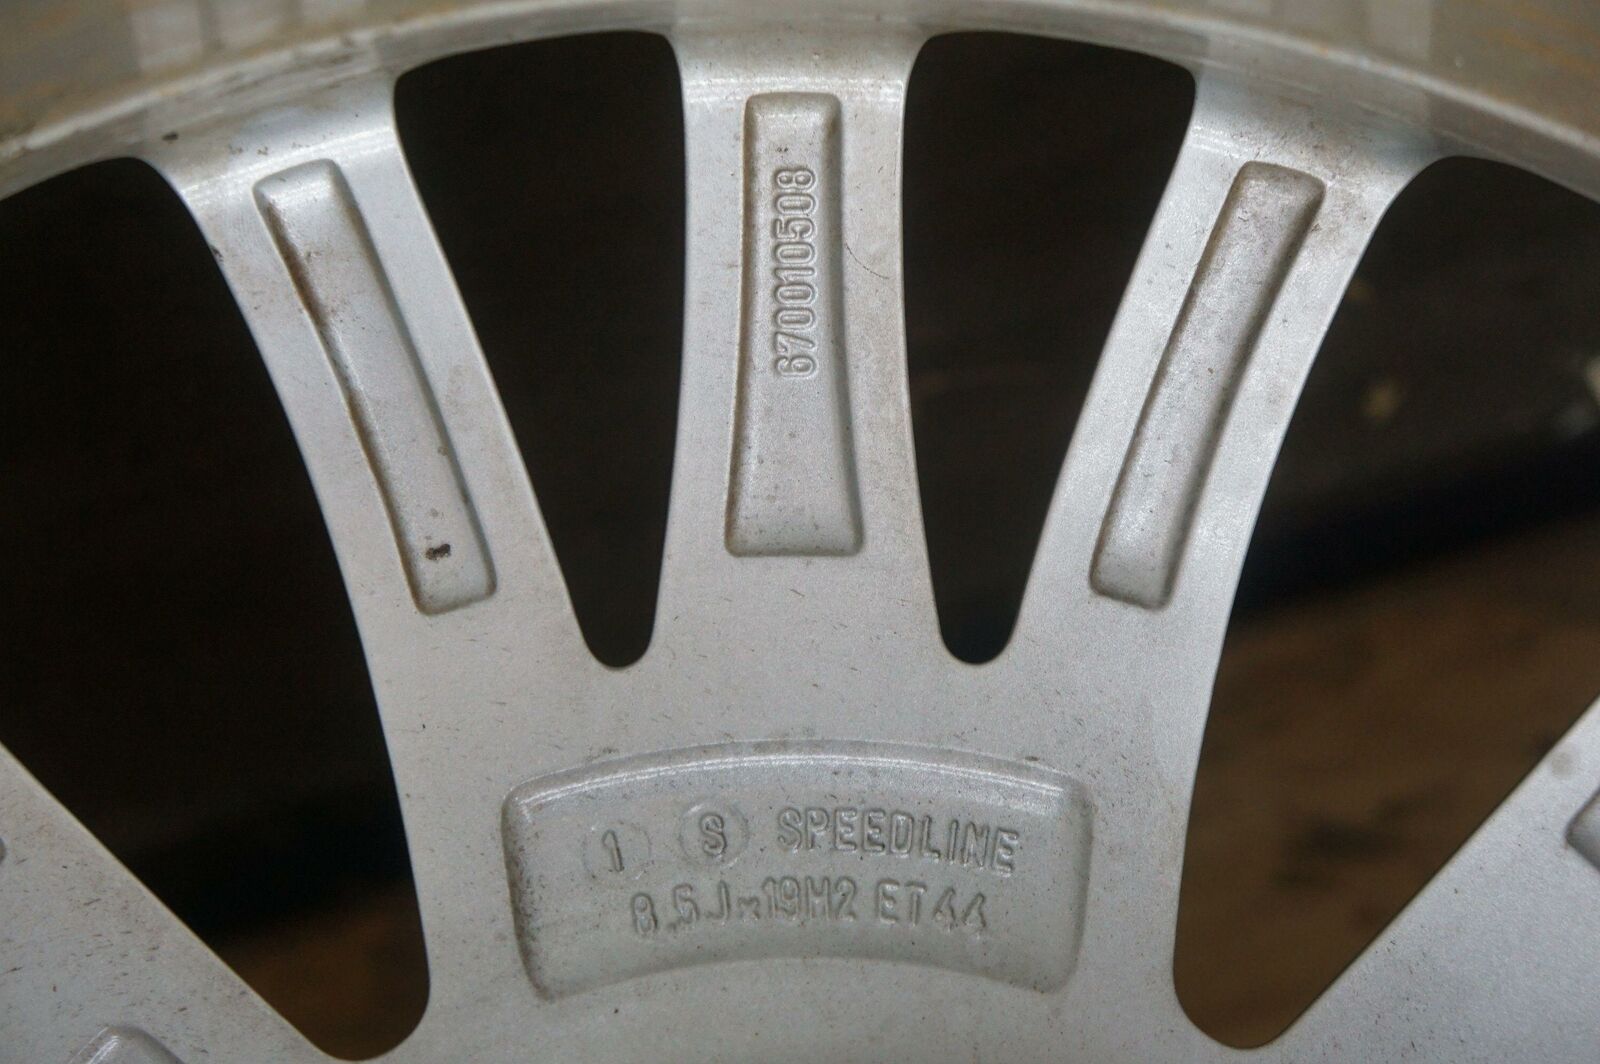 670010508
1 S SPEEDLINE
8.5Jx19H2 ET44